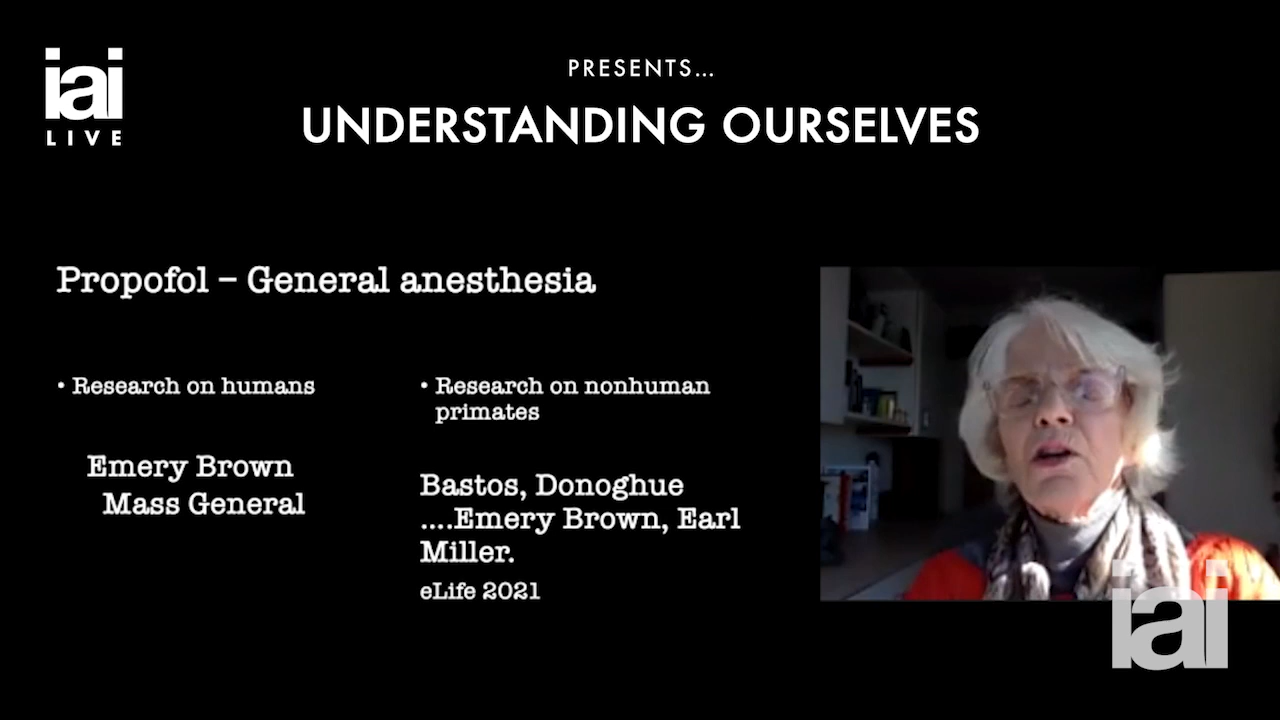 iai
LIVE
PRESENTS...
UNDERSTANDING OURSELVES
Propofol – General anesthesia
• Research on humans
Emery Brown
Mass General
• Research on nonhuman
primates
Bastos, Donoghue
....Emery Brown, Earl
Miller.
eLife 2021
iai